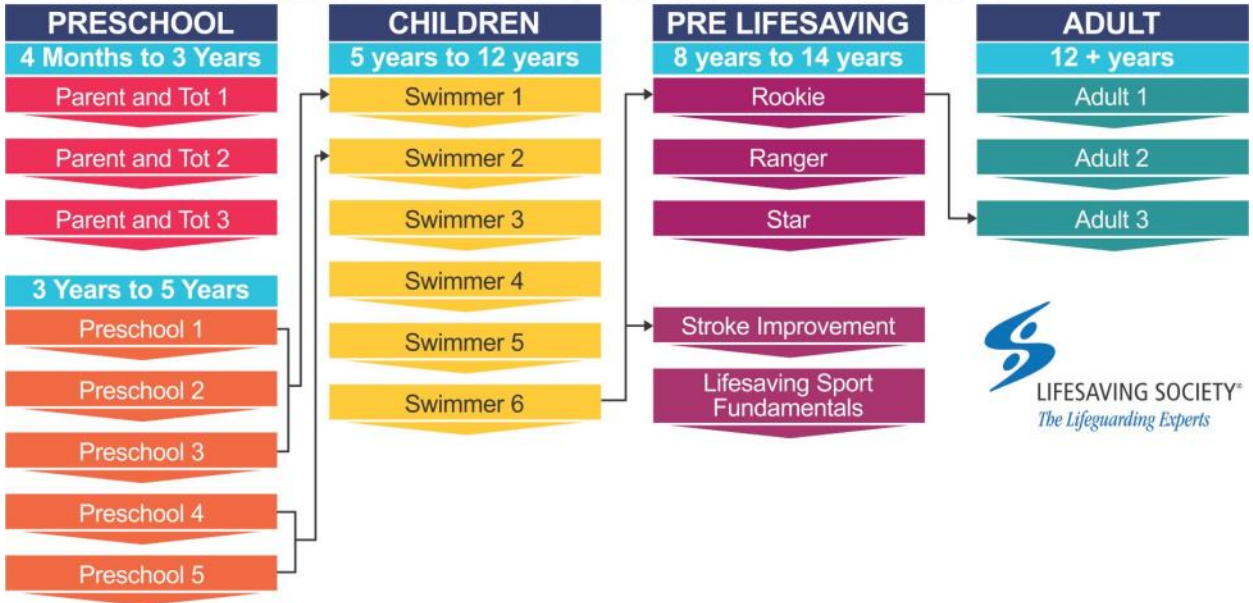 PRESCHOOL
4 Months to 3 Years
Parent and Tot 1
Parent and Tot 2
Parent and Tot 3
3 Years to 5 Years
Preschool 1
Preschool 2
Preschool 3
Preschool 4
Preschool 5
CHILDREN
5 years to 12 years
Swimmer 1
Swimmer 2
Swimmer 3
Swimmer 4
Swimmer 5
Swimmer 6
PRE LIFESAVING
8 years to 14 years
Rookie
Ranger
Star
Stroke Improvement
Lifesaving Sport
Fundamentals
ADULT
12 + years
Adult 1
Adult 2
Adult 3
LIFESAVING SOCIETY®
The Lifeguarding Experts